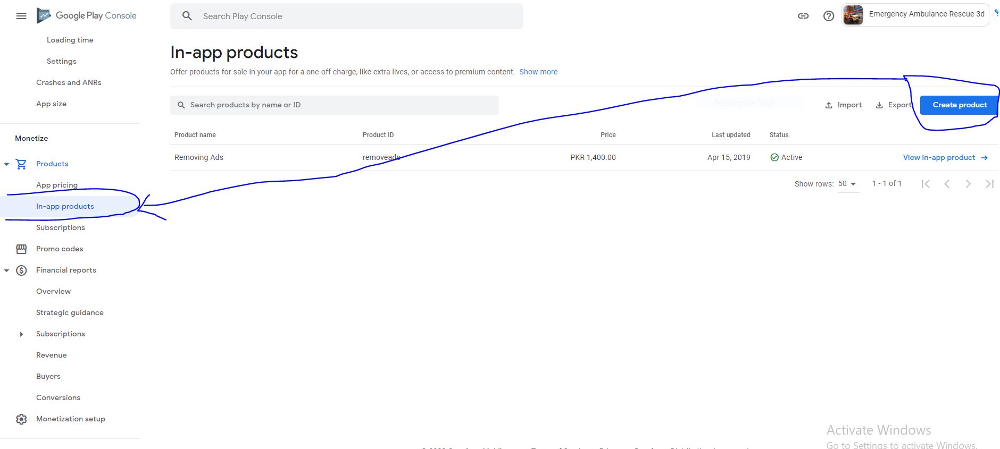 Google Play Console
Search Play Console
Emergency Ambulance Rescue 3d
Loading time
Settings
Crashes and ANRs
App size
Monetize
Products
App pricing
In-app products
Subscriptions
Promo codes
Financial reports
Overview
Strategic guidance
Subscriptions
Revenue
Buyers
Conversions
Monetization setup
In-app products
Offer products for sale in your app for a one-off charge, like extra lives, or access to premium content. Show more
Search products by name or ID
Rectangular Snip
Import
Export
Create product
Product name Product ID Price Last updated Status
Removing Ads removeads PKR 1,400.00 Apr 15, 2019 Active View in-app product
Show rows: 50 1 - 1 of 1
Activate Windows
Go to Settings to activate Windows.